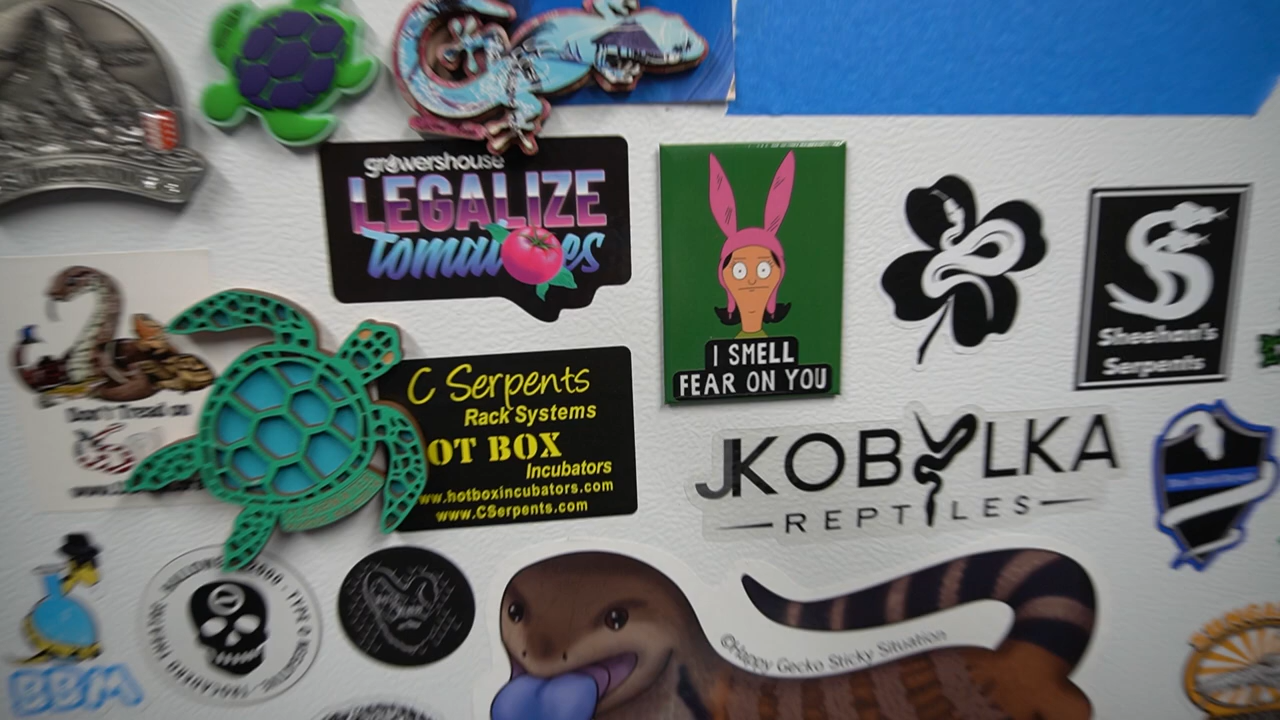 growershouse
LEGALIZE
I SMELL
FEAR ON YOU
Sheehan's
Serpents
Don't Tread on
C Serpents
Rack Systems
OT BOX
Incubators
www.hotboxincubators.com
www.CSerpents.com
JKOBYLKA
REPTILES
©Happy Gecko Sticky Situation
BBM